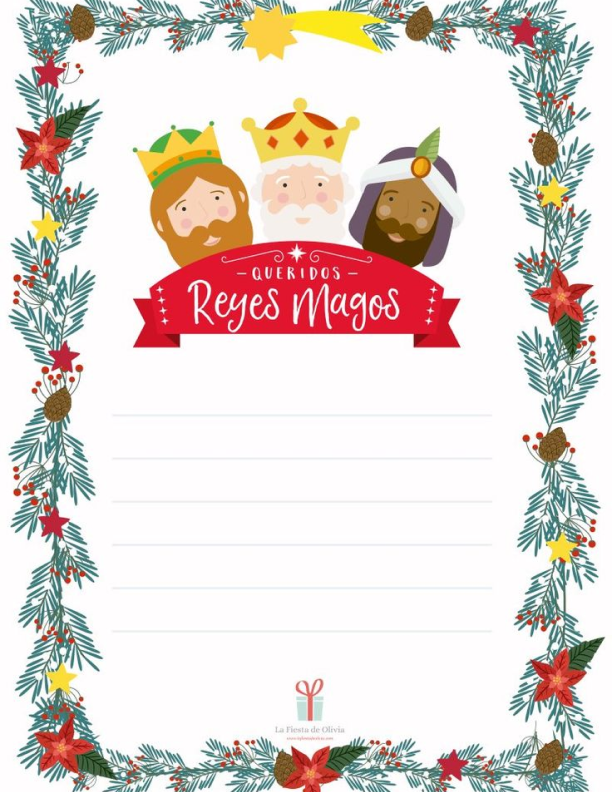 – QUERIDOS –
Reyes Magos
La Fiesta de Olivia